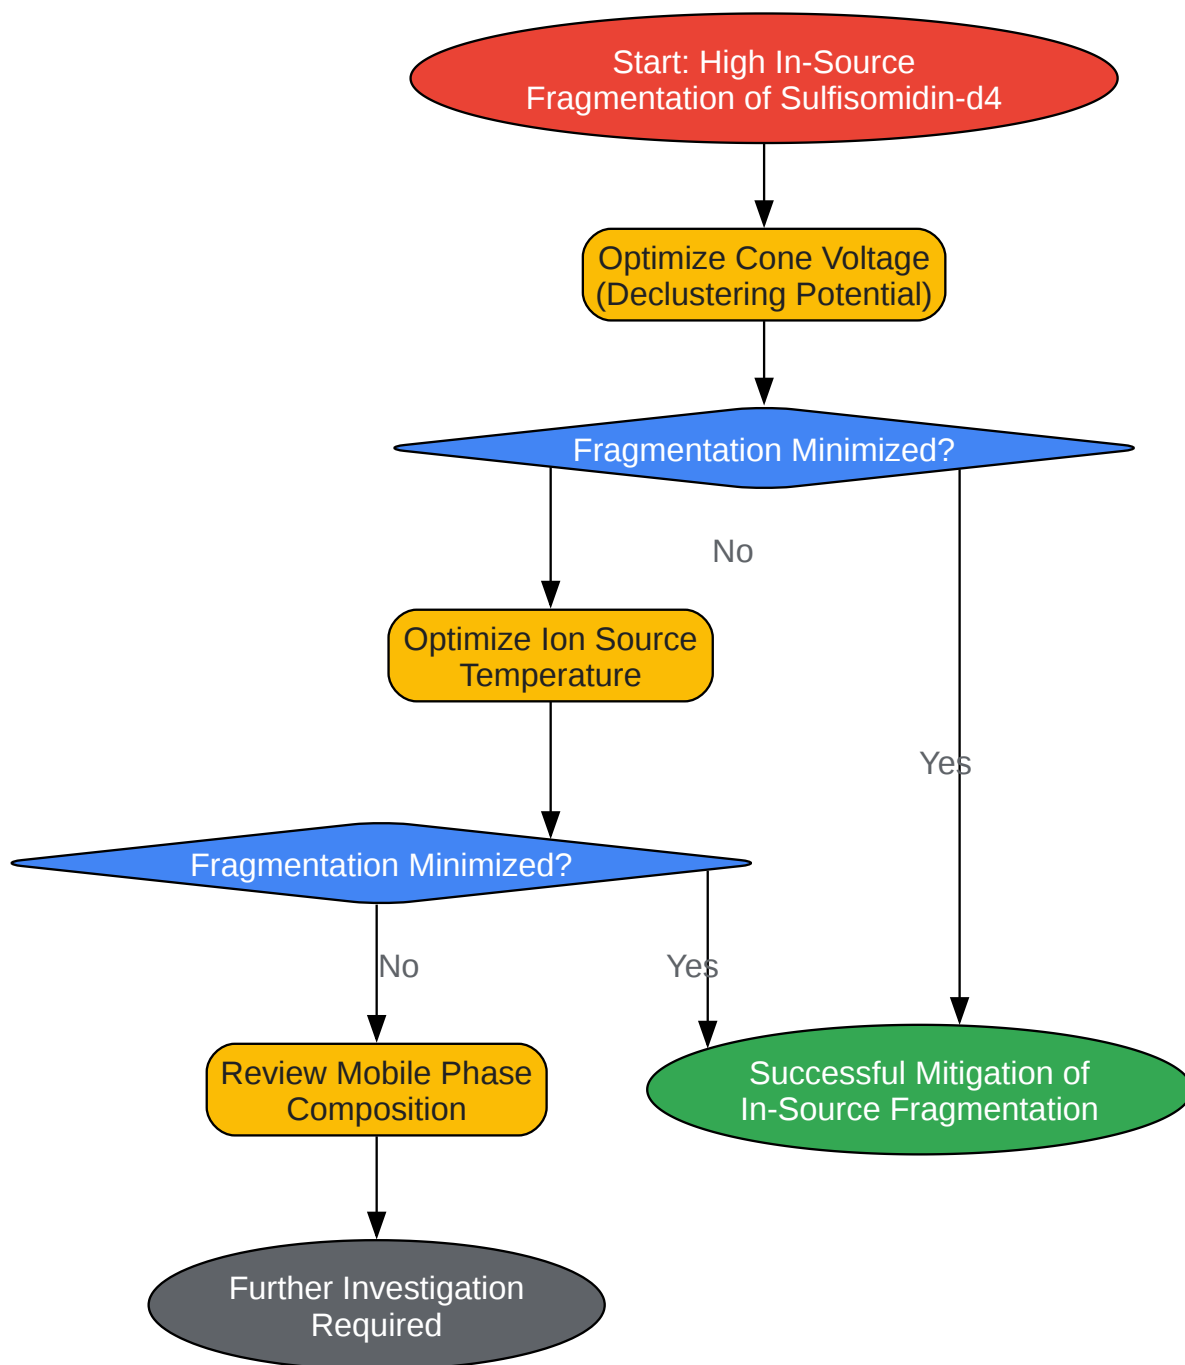 Start: High In-Source
Fragmentation of Sulfisomidin-d4
Optimize Cone Voltage
(Declustering Potential)
Fragmentation Minimized?
No
Optimize Ion Source
Temperature
Yes
Fragmentation Minimized?
No
Yes
Review Mobile Phase
Composition
Successful Mitigation of
In-Source Fragmentation
Further Investigation
Required